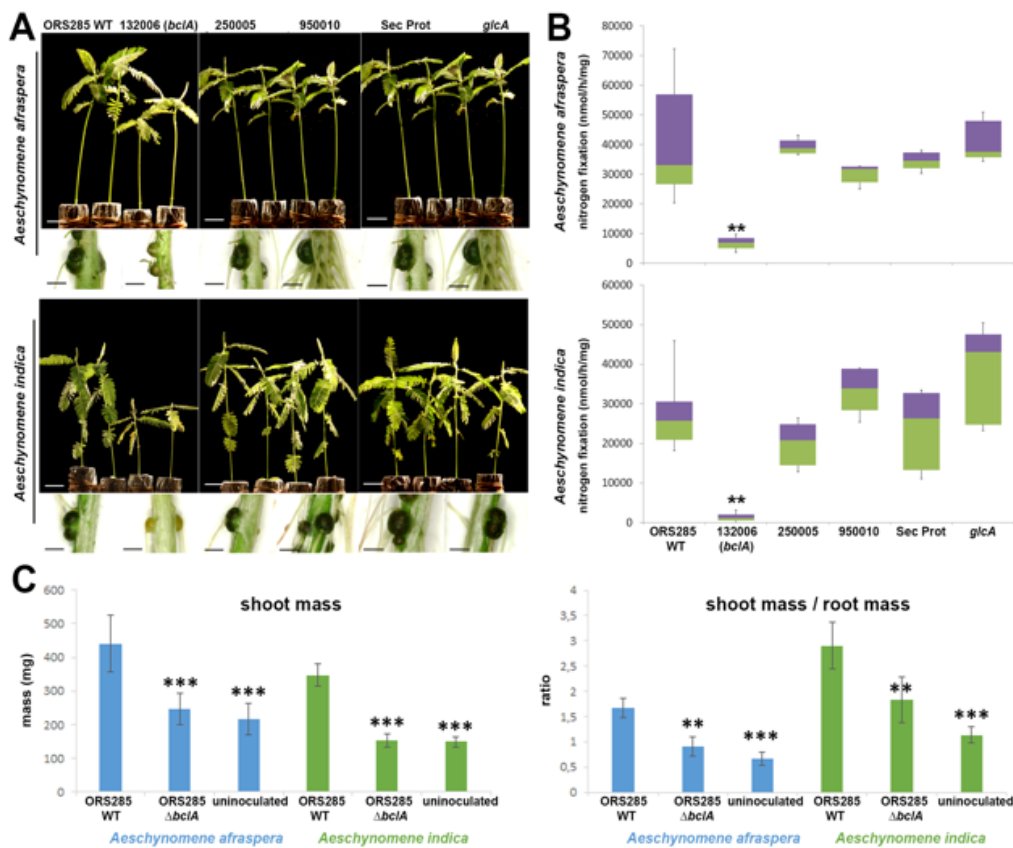 A
ORS285 WT 132006 (bclA) 250005 950010 Sec Prot glcA
Aeschynomene afraspera
Aeschynomene indica
B
Aeschynomene afraspera
nitrogen fixation (nmol/h/mg)
80000
70000
60000
50000
40000
30000
20000
10000
0
**
Aeschynomene indica
nitrogen fixation (nmol/h/mg)
60000
50000
40000
30000
20000
10000
0
**
ORS285 132006 250005 950010 Sec Prot glcA
WT (bclA)
C
shoot mass
mass (mg)
600
500
400
300
200
100
0
*** *** *** ***
ORS285 ORS285 uninoculated ORS285 ORS285 uninoculated
WT ΔbclA WT ΔbclA
Aeschynomene afraspera Aeschynomene indica
shoot mass / root mass
ratio
4
3,5
3
2,5
2
1,5
1
0,5
0
** *** ** ***
ORS285 ORS285 uninoculated ORS285 ORS285 uninoculated
WT ΔbclA WT ΔbclA
Aeschynomene afraspera Aeschynomene indica